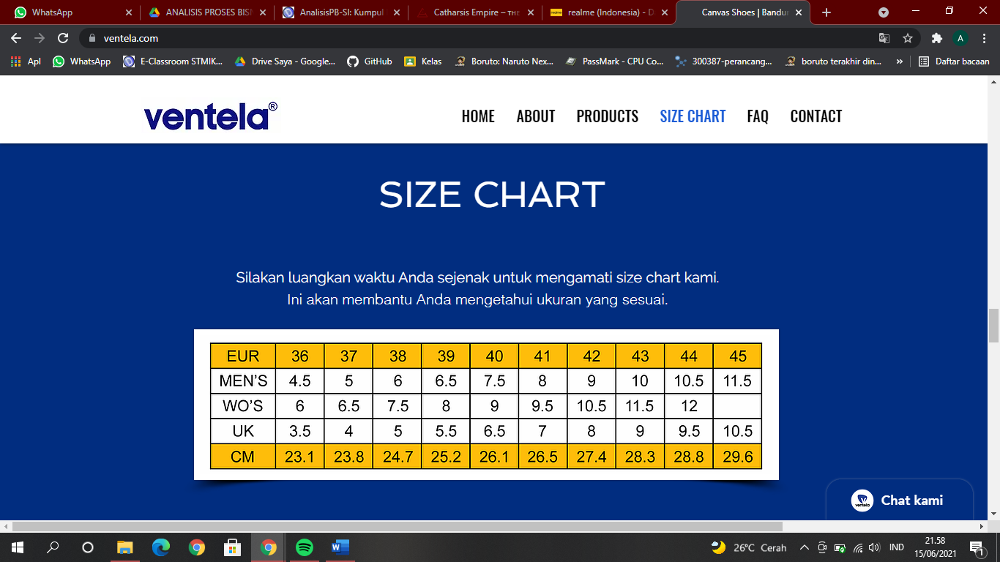 WhatsApp
ANALISIS PROSES BISN
AnalisisPB-SI: Kumpul
Catharsis Empire – THE
realme (Indonesia) - D
Canvas Shoes | Bandun
ventela.com
A
Apl
WhatsApp
E-Classroom STMIK...
Drive Saya - Google...
GitHub
Kelas
Boruto: Naruto Nex...
PassMark - CPU Co...
300387-perancang...
boruto terakhir din...
»
Daftar bacaan
ventela®
HOME ABOUT PRODUCTS SIZE CHART FAQ CONTACT
SIZE CHART
Silakan luangkan waktu Anda sejenak untuk mengamati size chart kami.
Ini akan membantu Anda mengetahui ukuran yang sesuai.
EUR 36 37 38 39 40 41 42 43 44 45
MEN'S 4.5 5 6 6.5 7.5 8 9 10 10.5 11.5
WO'S 6 6.5 7.5 8 9 9.5 10.5 11.5 12
UK 3.5 4 5 5.5 6.5 7 8 9 9.5 10.5
CM 23.1 23.8 24.7 25.2 26.1 26.5 27.4 28.3 28.8 29.6
ventela
Chat kami
26°C Cerah
IND
21.58
15/06/2021
1